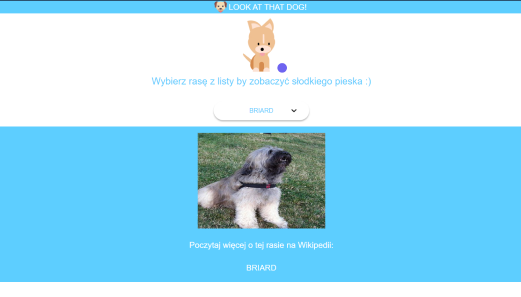 LOOK AT THAT DOG!
Wybierz rasę z listy by zobaczyć słodkiego pieska :)
BRIARD
Poczytaj więcej o tej rasie na Wikipedii:
BRIARD